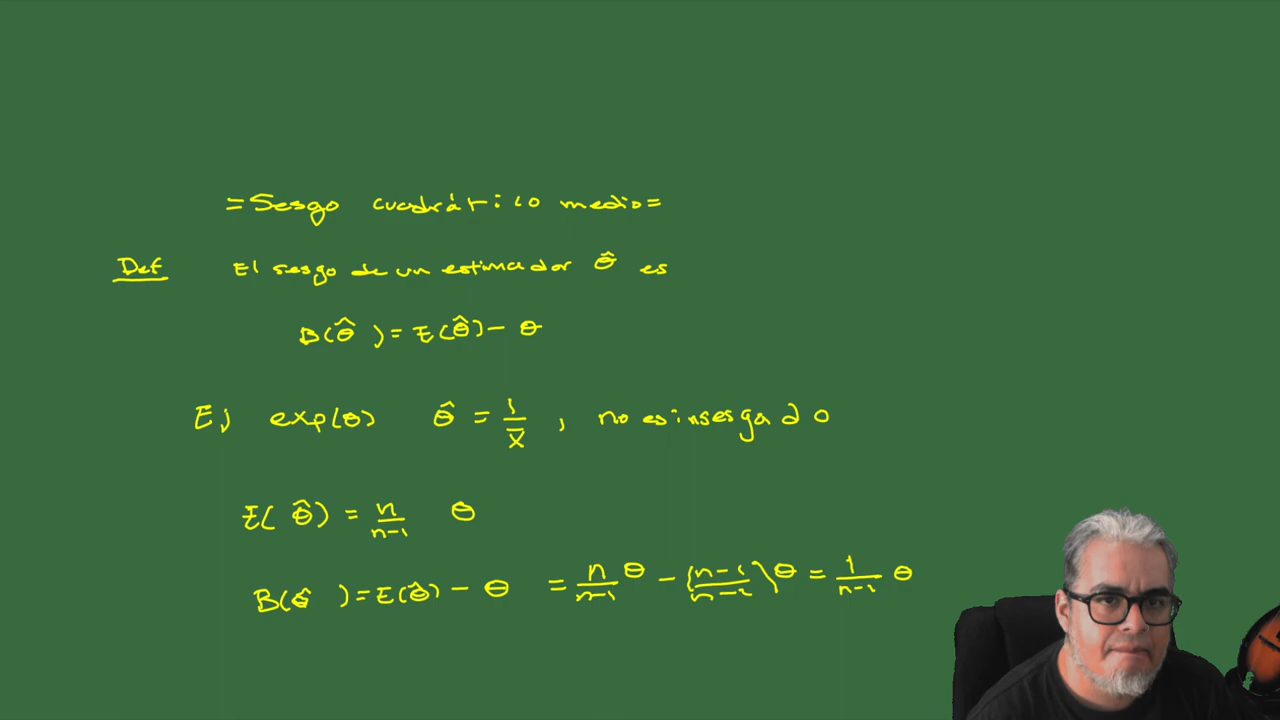 =Sesgo cuadrático medio=
Def El sesgo de un estimador θ̂ es
B(θ̂ )= E(θ̂)- θ
Ej exp(θ) θ̂ = 1/x̄ , no es insesgado
E( θ̂) = n/n-1 θ
B(θ̂ )=E(θ̂)- θ = n/n-1 θ - (n-1/n-1)θ = 1/n-1 θ